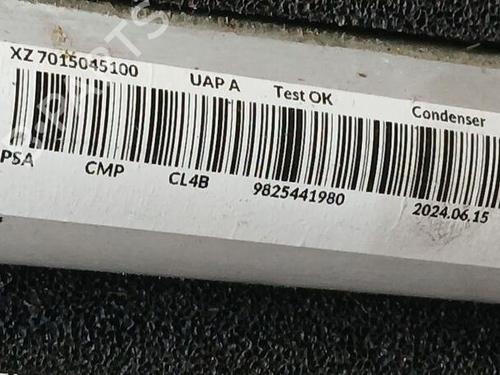 XZ 7015045100 UAP A Test OK Condenser
PSA CMP CL4B 9825441980 2024.06.15